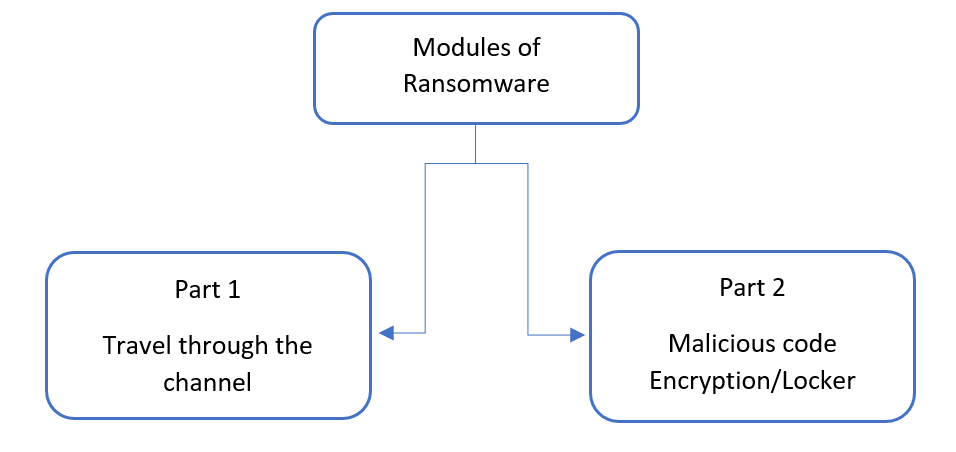 Modules of
Ransomware
Part 1
Travel through the
channel
Part 2
Malicious code
Encryption/Locker